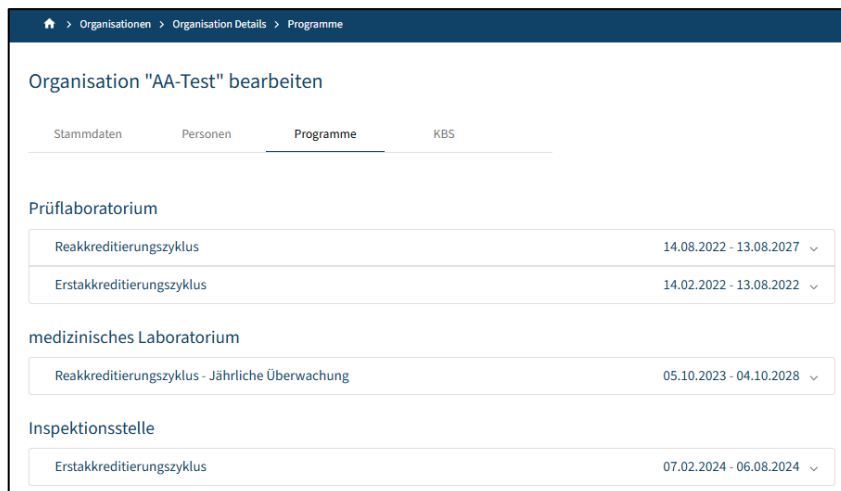 > Organisationen > Organisation Details > Programme
Organisation "AA-Test" bearbeiten
Stammdaten Personen Programme KBS
Prüflaboratorium
Reakkreditierungszyklus 14.08.2022 - 13.08.2027
Erstakkreditierungszyklus 14.02.2022 - 13.08.2022
medizinisches Laboratorium
Reakkreditierungszyklus - Jährliche Überwachung 05.10.2023 - 04.10.2028
Inspektionsstelle
Erstakkreditierungszyklus 07.02.2024 - 06.08.2024